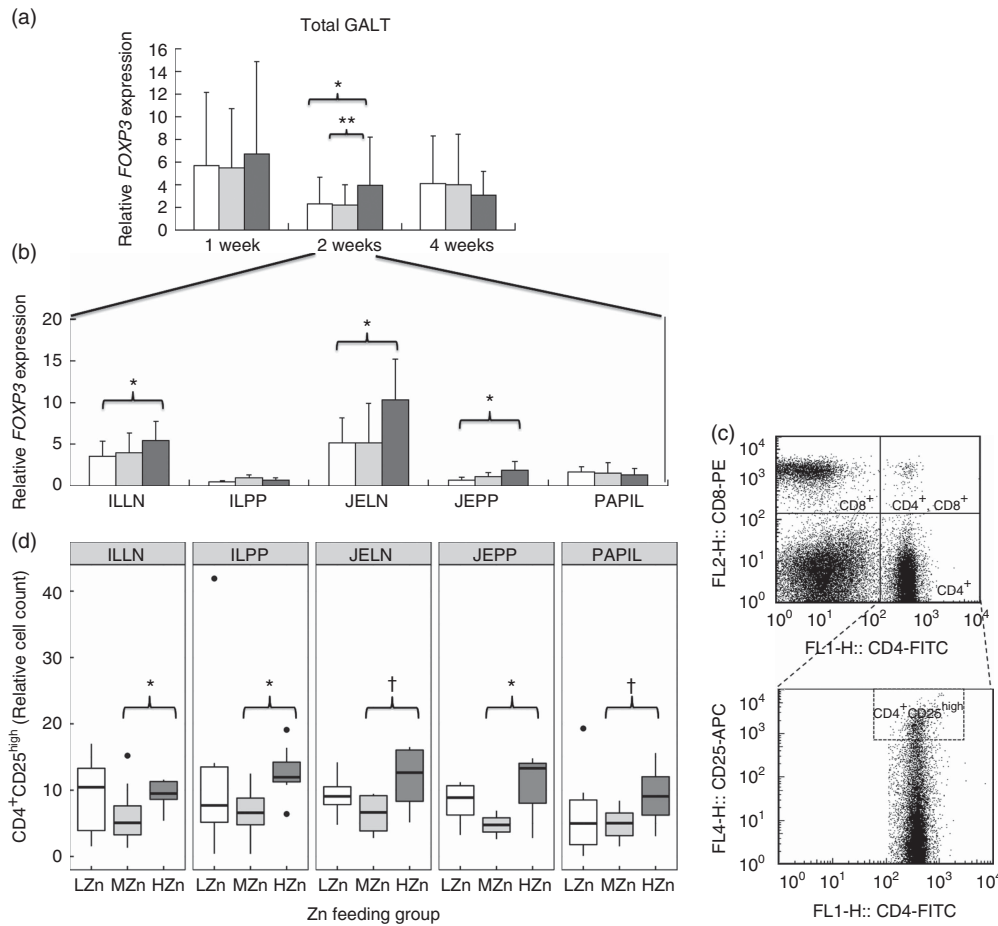 (a)
Total GALT
Relative FOXP3 expression
16
14
12
10
8
6
4
2
0
*
**
1 week 2 weeks 4 weeks
(b)
Relative FOXP3 expression
20
15
10
5
0
*
*
*
ILLN ILPP JELN JEPP PAPIL
(c)
FL2-H:: CD8-PE
10⁴
10³
10²
10¹
10⁰
CD8⁺ CD4⁺, CD8⁺
CD4⁺
10⁰ 10¹ 10² 10³ 10⁴
FL1-H:: CD4-FITC
FL4-H:: CD25-APC
10⁴
10³
10²
10¹
10⁰
CD4⁺CD25ʰⁱᵍʰ
10⁰ 10¹ 10² 10³ 10⁴
FL1-H:: CD4-FITC
(d)
ILLN ILPP JELN JEPP PAPIL
CD4⁺CD25ʰⁱᵍʰ (Relative cell count)
40
30
20
10
0
* * † * †
LZn MZn HZn LZn MZn HZn LZn MZn HZn LZn MZn HZn LZn MZn HZn
Zn feeding group